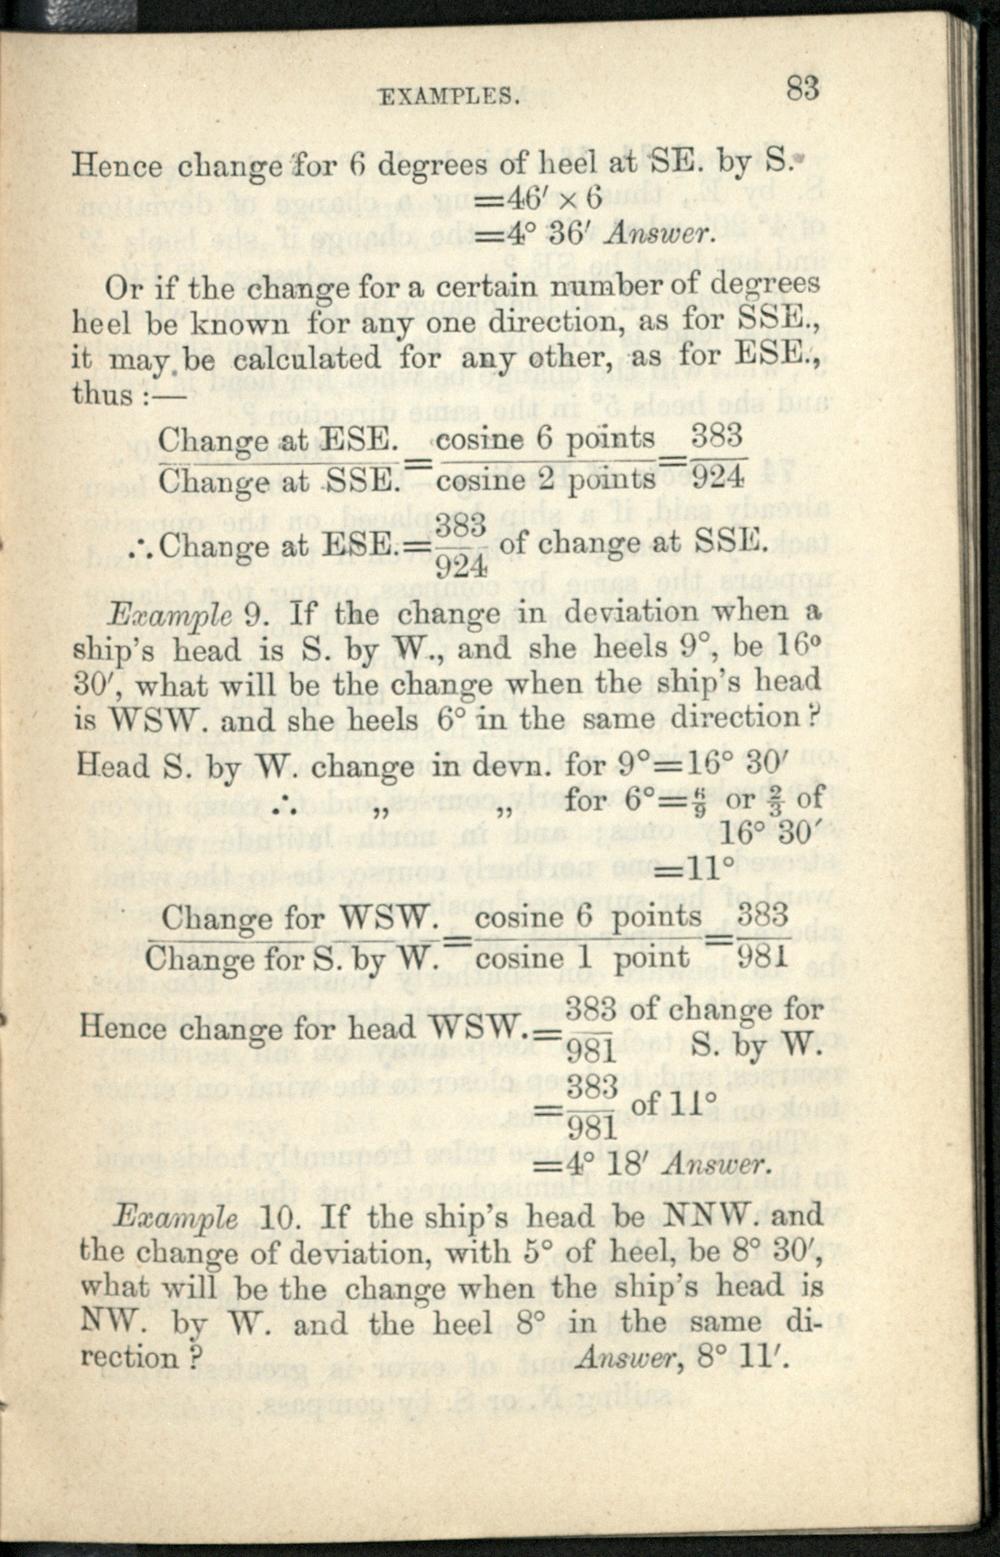 EXAMPLES. 83
Hence change for 6 degrees of heel at SE. by S.
=46′ × 6
=4° 36′ Answer.
Or if the change for a certain number of degrees
heel be known for any one direction, as for SSE.,
it may be calculated for any other, as for ESE.,
thus :—
Change at ESE. cosine 6 points 383
= =
Change at SSE. cosine 2 points 924
383
∴ Change at ESE.= of change at SSE.
924
Example 9. If the change in deviation when a
ship's head is S. by W., and she heels 9°, be 16°
30′, what will be the change when the ship's head
is WSW. and she heels 6° in the same direction ?
Head S. by W. change in devn. for 9°=16° 30′
∴ „ „ for 6°=6/9 or 2/3 of
16° 30′
=11°
Change for WSW. cosine 6 points 383
= =
Change for S. by W. cosine 1 point 981
383 of change for
Hence change for head WSW.=
981 S. by W.
383
= of 11°
981
=4° 18′ Answer.
Example 10. If the ship's head be NNW. and
the change of deviation, with 5° of heel, be 8° 30′,
what will be the change when the ship's head is
NW. by W. and the heel 8° in the same di-
rection ? Answer, 8° 11′.